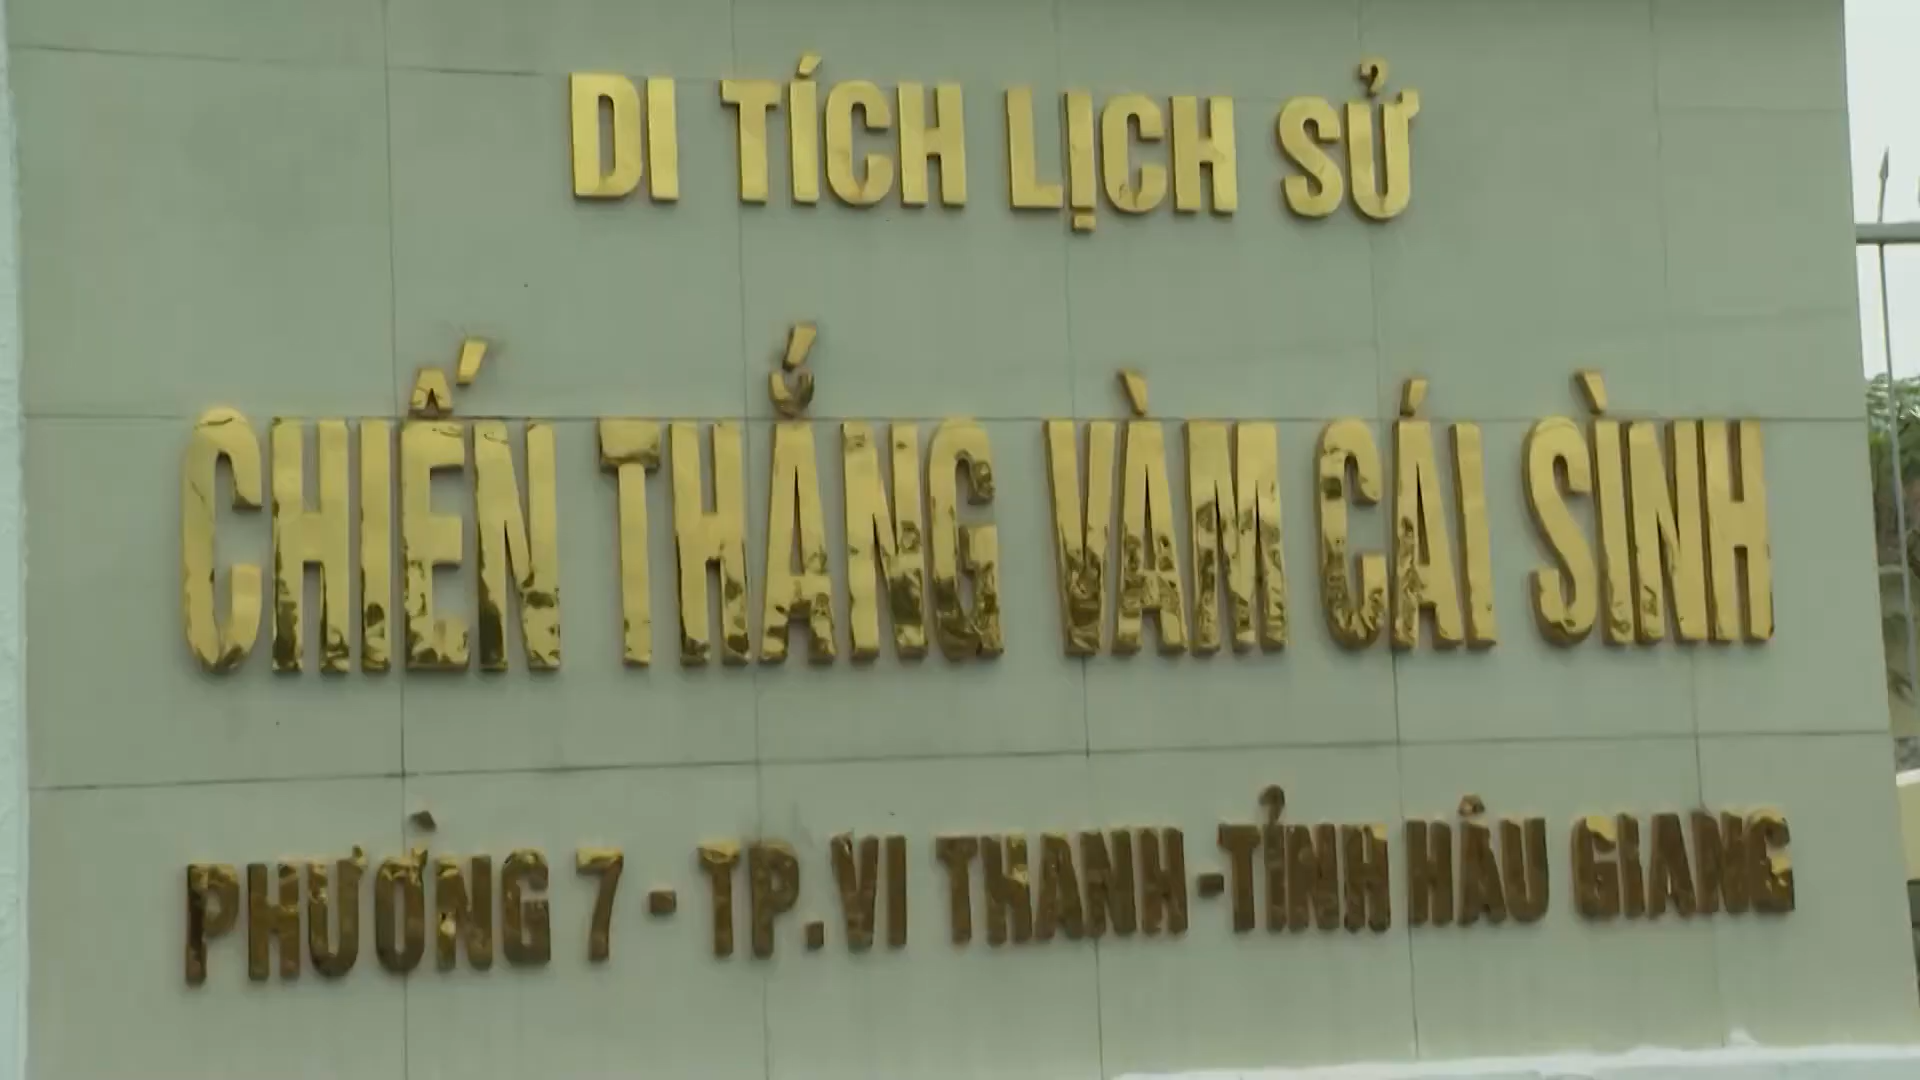 DI TÍCH LỊCH SỬ
CHIẾN THẮNG VÀM CÁI SÌNH
PHƯỜNG 7 - TP.VỊ THANH - TỈNH HẬU GIANG